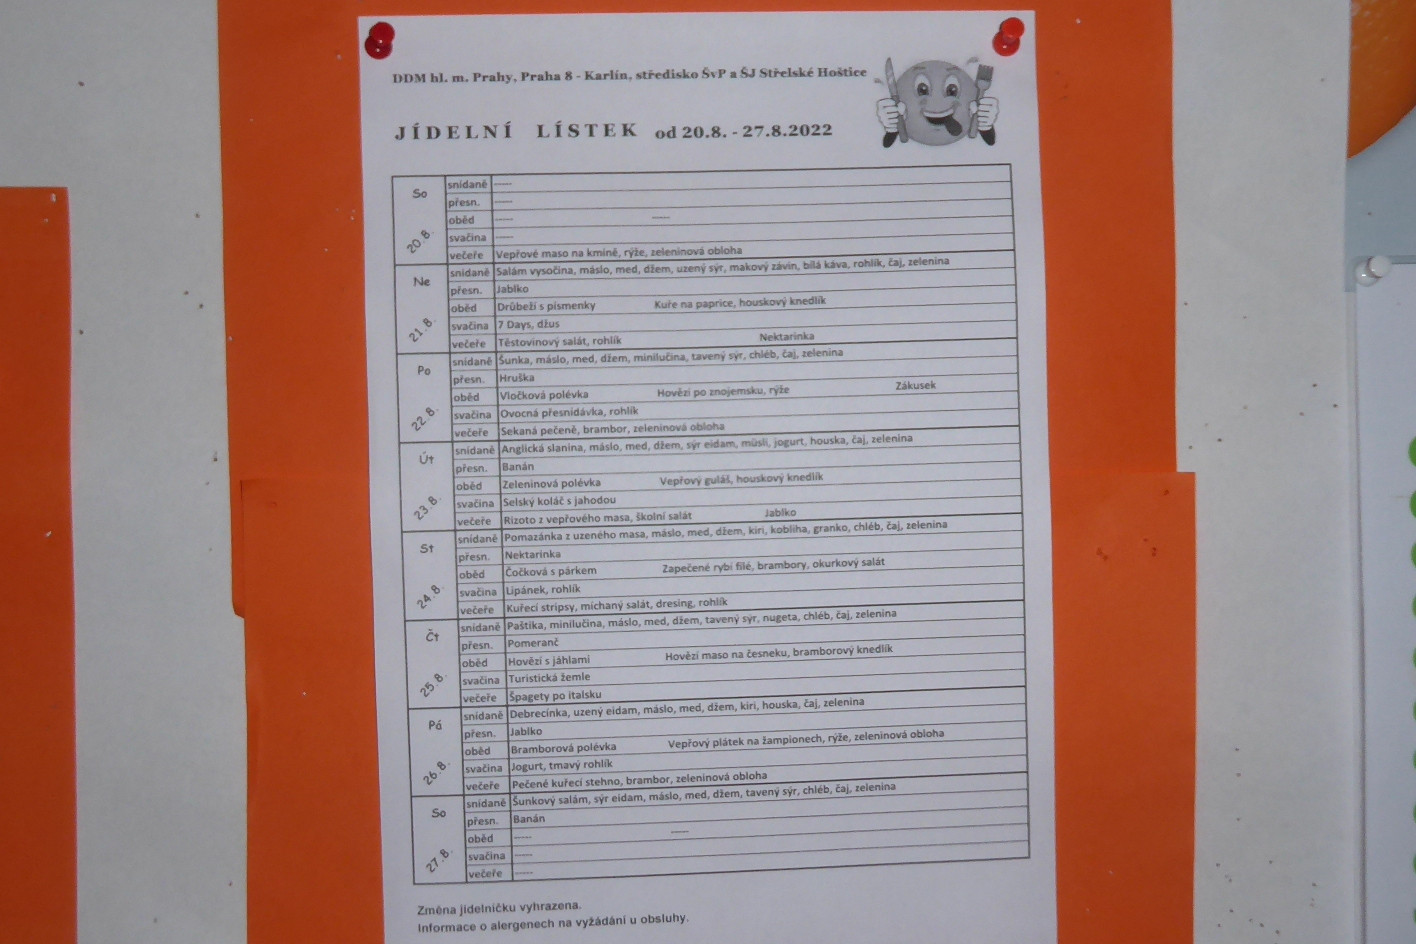 DDM hl. m. Prahy, Praha 8 - Karlín, středisko ŠvP a ŠJ Střelské Hoštice
JÍDELNÍ LÍSTEK od 20.8. - 27.8.2022
So 20.8.
snídaně -----
přesn. -----
oběd ----- -----
svačina -----
večeře Vepřové maso na kmíně, rýže, zeleninová obloha
Ne 21.8.
snídaně Salám vysočina, máslo, med, džem, uzený sýr, makový závin, bílá káva, rohlík, čaj, zelenina
přesn. Jablko
oběd Drůbeží s písmenky Kuře na paprice, houskový knedlík
svačina 7 Days, džus
večeře Těstovinový salát, rohlík Nektarinka
Po 22.8.
snídaně Šunka, máslo, med, džem, minilučina, tavený sýr, chléb, čaj, zelenina
přesn. Hruška
oběd Vločková polévka Hovězí po znojemsku, rýže Zákusek
svačina Ovocná přesnídávka, rohlík
večeře Sekaná pečeně, brambor, zeleninová obloha
Út 23.8.
snídaně Anglická slanina, máslo, med, džem, sýr eidam, müsli, jogurt, houska, čaj, zelenina
přesn. Banán
oběd Zeleninová polévka Vepřový guláš, houskový knedlík
svačina Selský koláč s jahodou
večeře Rizoto z vepřového masa, školní salát Jablko
St 24.8.
snídaně Pomazánka z uzeného masa, máslo, med, džem, kiri, kobliha, granko, chléb, čaj, zelenina
přesn. Nektarinka
oběd Čočková s párkem Zapečené rybí filé, brambory, okurkový salát
svačina Lipánek, rohlík
večeře Kuřecí stripsy, míchaný salát, dresing, rohlík
Čt 25.8.
snídaně Paštika, minilučina, máslo, med, džem, tavený sýr, nugeta, chléb, čaj, zelenina
přesn. Pomeranč
oběd Hovězí s jáhlami Hovězí maso na česneku, bramborový knedlík
svačina Turistická žemle
večeře Špagety po italsku
Pá 26.8.
snídaně Debrecínka, uzený eidam, máslo, med, džem, kiri, houska, čaj, zelenina
přesn. Jablko
oběd Bramborová polévka Vepřový plátek na žampionech, rýže, zeleninová obloha
svačina Jogurt, tmavý rohlík
večeře Pečené kuřecí stehno, brambor, zeleninová obloha
So 27.8.
snídaně Šunkový salám, sýr eidam, máslo, med, džem, tavený sýr, chléb, čaj, zelenina
přesn. Banán
oběd ----- -----
svačina -----
večeře -----
Změna jídelníčku vyhrazena.
Informace o alergenech na vyžádání u obsluhy.